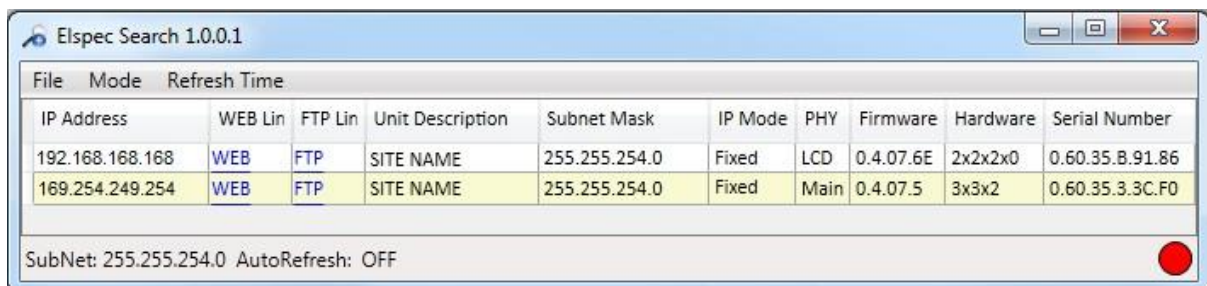 Elspec Search 1.0.0.1
File Mode Refresh Time
IP Address WEB Lin FTP Lin Unit Description Subnet Mask IP Mode PHY Firmware Hardware Serial Number
192.168.168.168 WEB FTP SITE NAME 255.255.254.0 Fixed LCD 0.4.07.6E 2x2x2x0 0.60.35.B.91.86
169.254.249.254 WEB FTP SITE NAME 255.255.254.0 Fixed Main 0.4.07.5 3x3x2 0.60.35.3.3C.F0
SubNet: 255.255.254.0 AutoRefresh: OFF